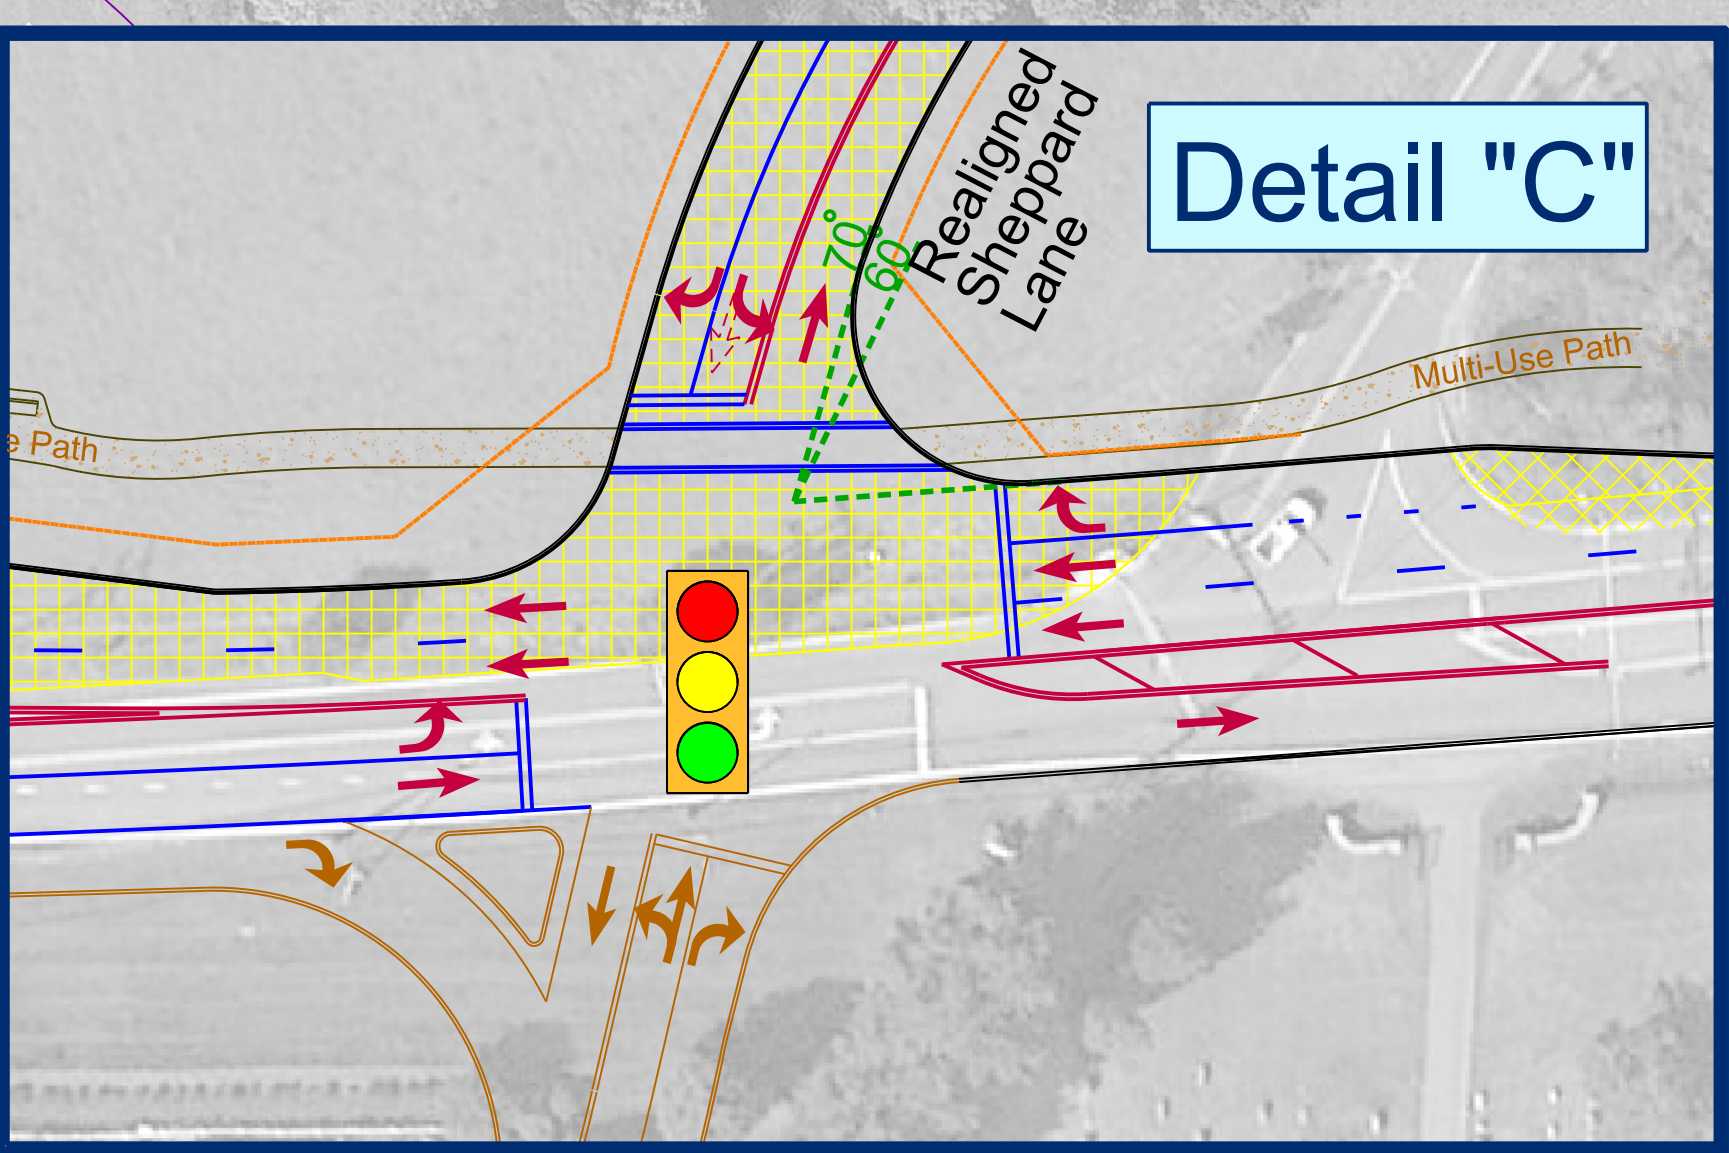 Detail "C"
Realigned
Sheppard
Lane
70°
60°
Multi-Use Path
e Path